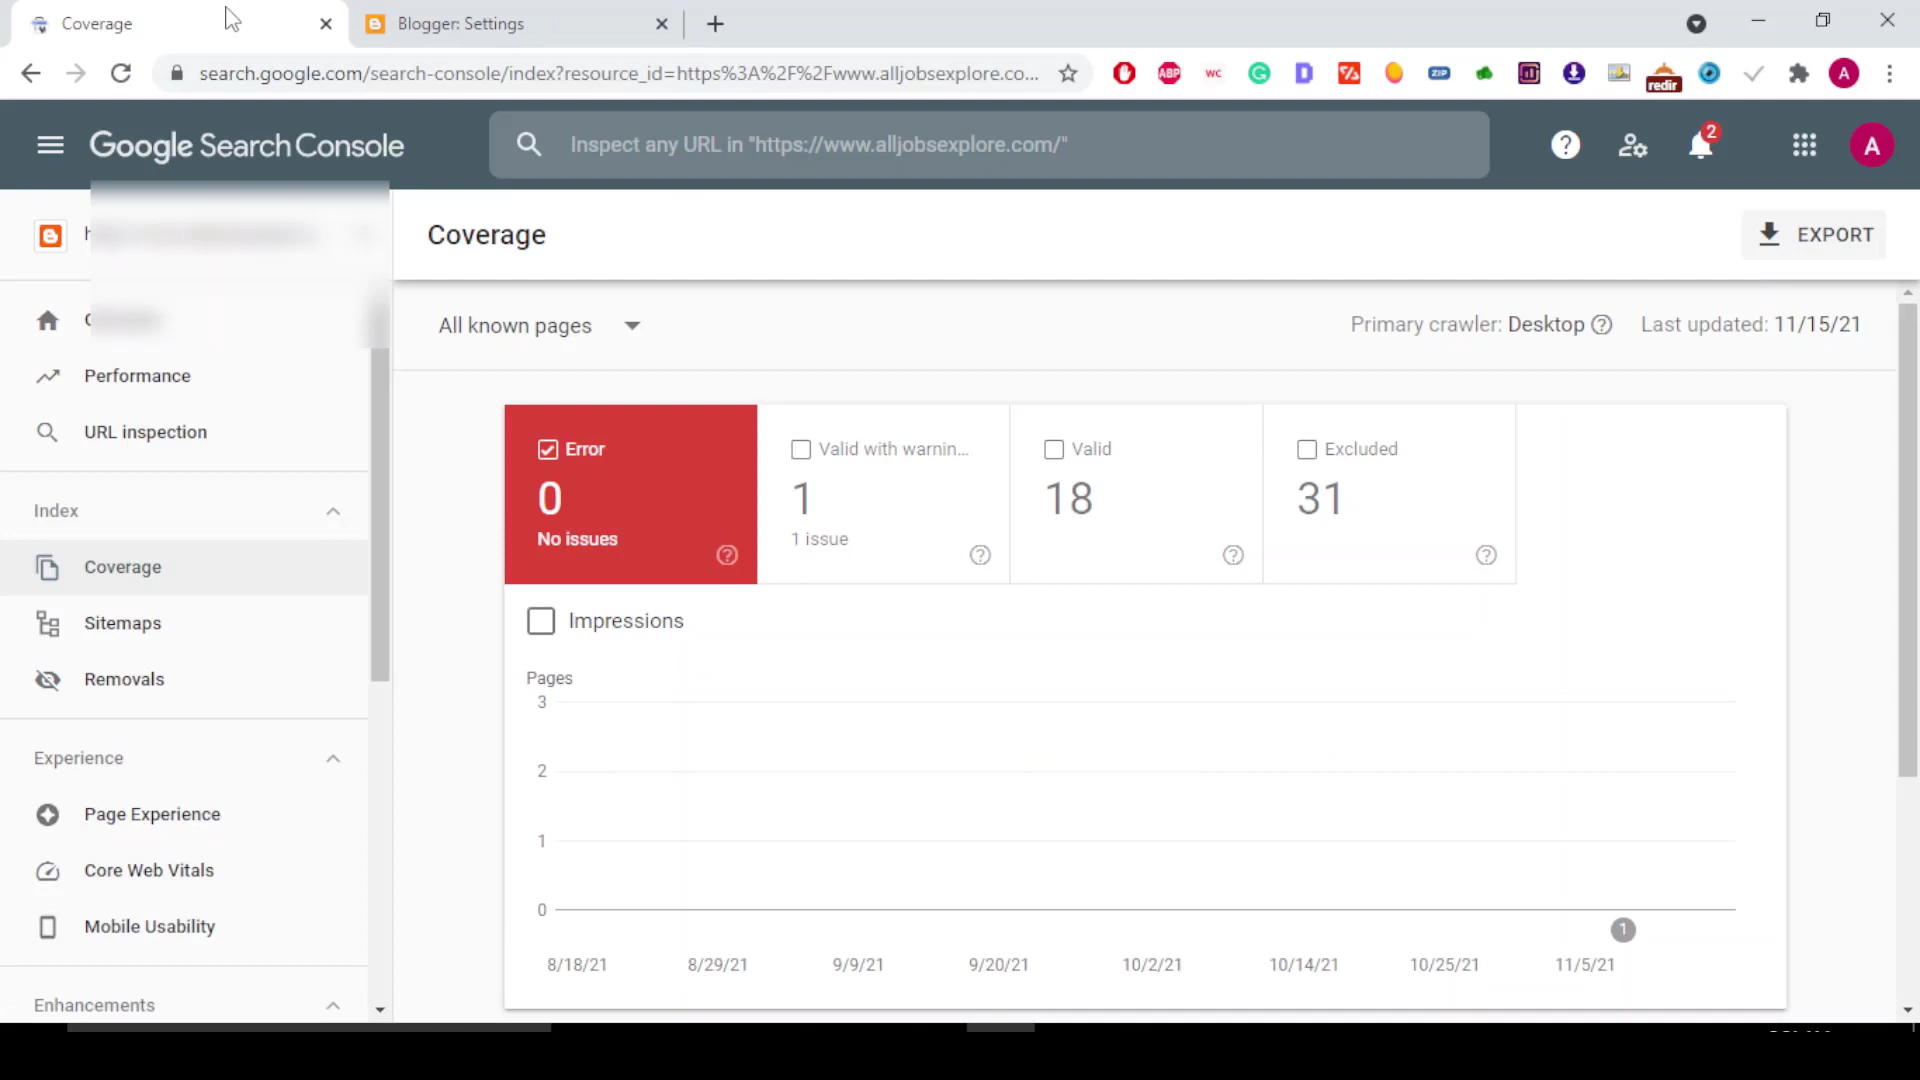 Coverage
Blogger: Settings
search.google.com/search-console/index?resource_id=https%3A%2F%2Fwww.alljobsexplore.co...
ABP
WC
ZIP
redir
A
Google Search Console
Inspect any URL in "https://www.alljobsexplore.com/"
2
A
Coverage
EXPORT
All known pages
Primary crawler: Desktop
Last updated: 11/15/21
Performance
URL inspection
Index
Coverage
Sitemaps
Removals
Experience
Page Experience
Core Web Vitals
Mobile Usability
Enhancements
Error
0
No issues
Valid with warnin...
1
1 issue
Valid
18
Excluded
31
Impressions
Pages
3
2
1
0
1
8/18/21 8/29/21 9/9/21 9/20/21 10/2/21 10/14/21 10/25/21 11/5/21